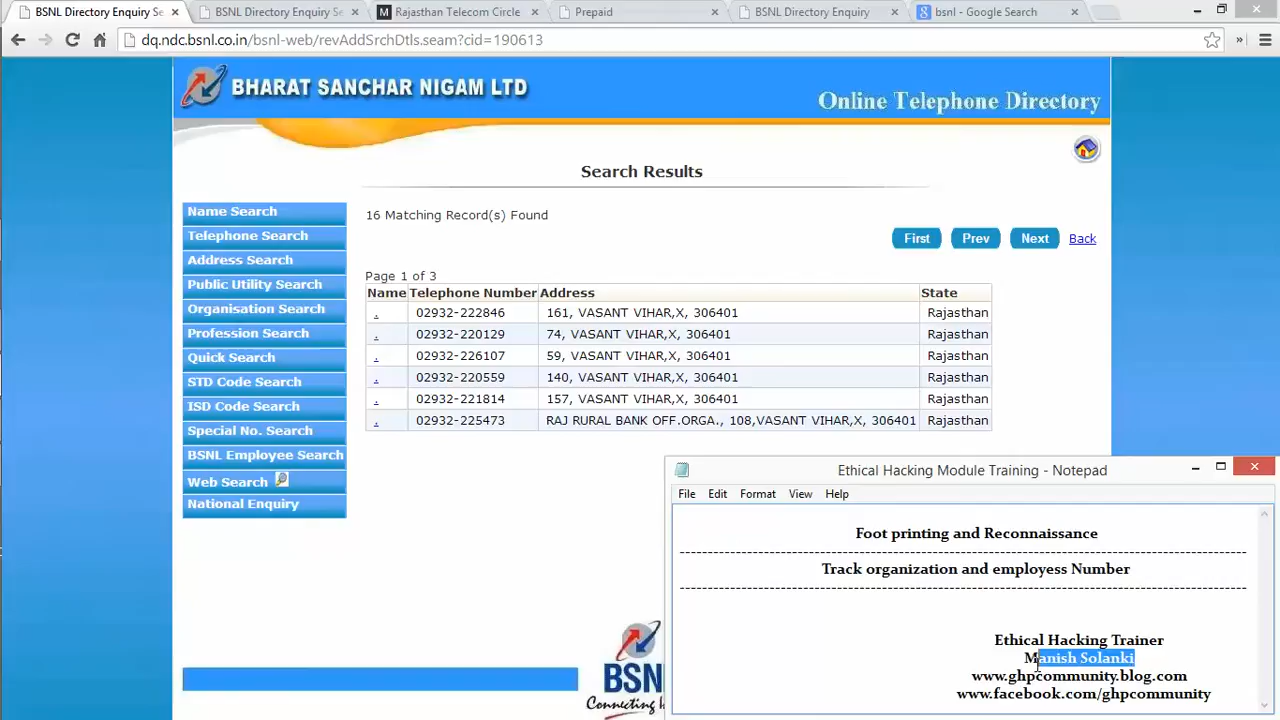 BSNL Directory Enquiry Se
BSNL Directory Enquiry Se
Rajasthan Telecom Circle
Prepaid
BSNL Directory Enquiry
bsnl - Google Search
dq.ndc.bsnl.co.in/bsnl-web/revAddSrchDtls.seam?cid=190613
BHARAT SANCHAR NIGAM LTD
Online Telephone Directory
Search Results
Name Search
Telephone Search
Address Search
Public Utility Search
Organisation Search
Profession Search
Quick Search
STD Code Search
ISD Code Search
Special No. Search
BSNL Employee Search
Web Search
National Enquiry
16 Matching Record(s) Found
First Prev Next Back
Page 1 of 3
Name Telephone Number Address State
. 02932-222846 161, VASANT VIHAR,X, 306401 Rajasthan
. 02932-220129 74, VASANT VIHAR,X, 306401 Rajasthan
. 02932-226107 59, VASANT VIHAR,X, 306401 Rajasthan
. 02932-220559 140, VASANT VIHAR,X, 306401 Rajasthan
. 02932-221814 157, VASANT VIHAR,X, 306401 Rajasthan
. 02932-225473 RAJ RURAL BANK OFF.ORGA., 108,VASANT VIHAR,X, 306401 Rajasthan
BSN
Connecting
Ethical Hacking Module Training - Notepad
File Edit Format View Help
Foot printing and Reconnaissance
Track organization and employess Number
Ethical Hacking Trainer
Manish Solanki
www.ghpcommunity.blog.com
www.facebook.com/ghpcommunity